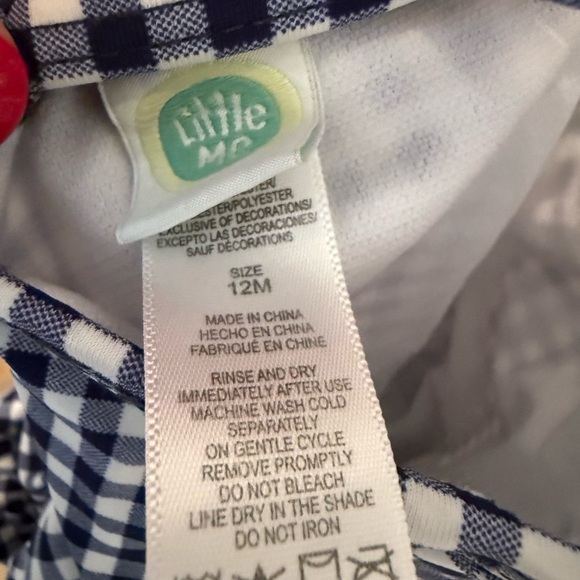 Little
ESTER/POLYESTER
EXCLUSIVE OF DECORATIONS/
EXCEPTO LAS DECORACIONES/
SAUF DÉCORATIONS
SIZE
12M
MADE IN CHINA
HECHO EN CHINA
FABRIQUÉ EN CHINE
RINSE AND DRY
IMMEDIATELY AFTER USE
MACHINE WASH COLD
SEPARATELY
ON GENTLE CYCLE
REMOVE PROMPTLY
DO NOT BLEACH
LINE DRY IN THE SHADE
DO NOT IRON